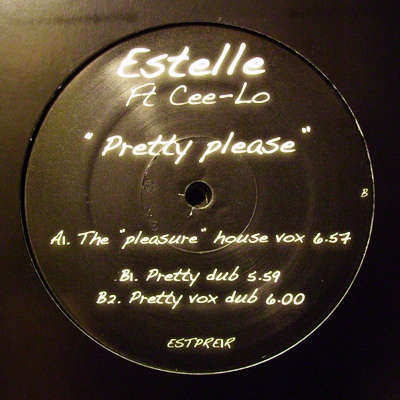 Estelle
Ft Cee-Lo
"Pretty please"
B
A1. The "pleasure" house vox 6.57
B1. Pretty dub 5.59
B2. Pretty vox dub 6.00
ESTPRE1R